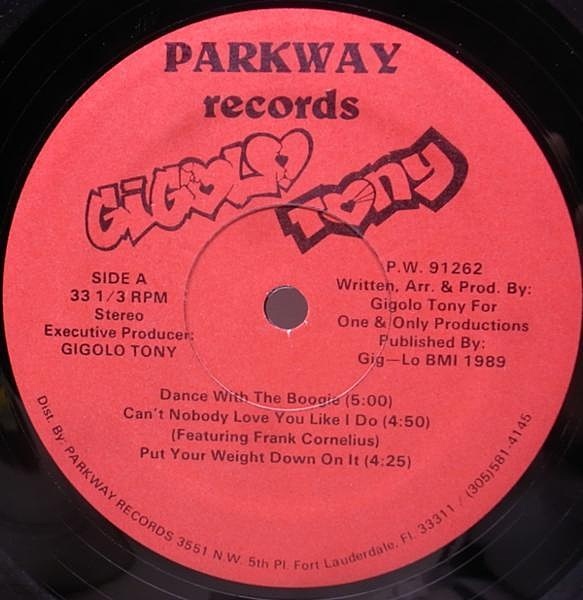 PARKWAY
records
GIGOLO
TONY
SIDE A
33 1/3 RPM
Stereo
Executive Producer:
GIGOLO TONY
P.W. 91262
Written, Arr. & Prod. By:
Gigolo Tony For
One & Only Productions
Published By:
Gig—Lo BMI 1989
Dance With The Boogie (5:00)
Can't Nobody Love You Like I Do (4:50)
(Featuring Frank Cornelius)
Put Your Weight Down On It (4:25)
Dist. By: PARKWAY RECORDS 3551 N.W. 5th Pl. Fort Lauderdale, Fl. 33311 / (305)581-4145